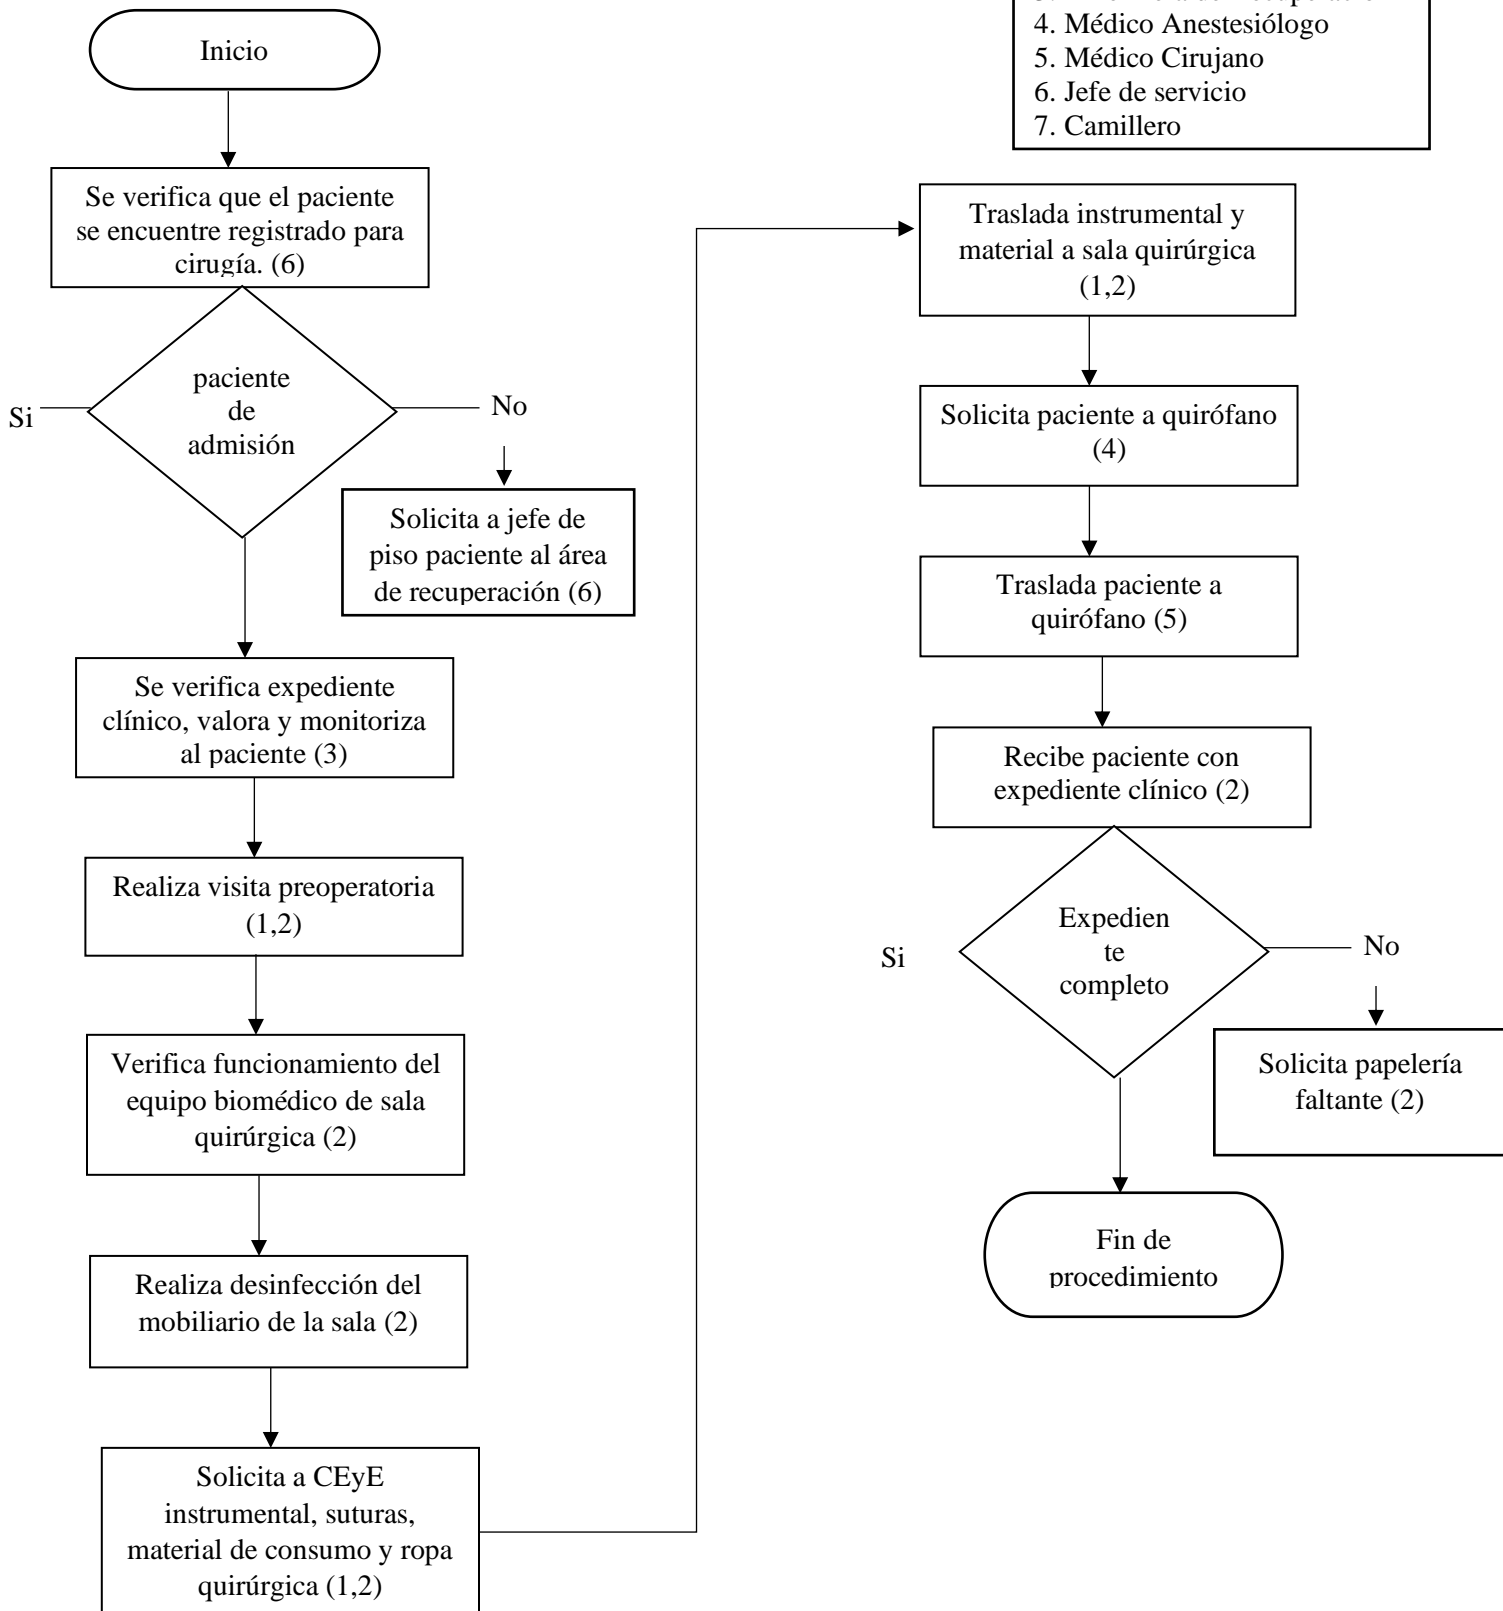 Inicio
4. Médico Anestesiólogo
5. Médico Cirujano
6. Jefe de servicio
7. Camillero
Se verifica que el paciente
se encuentre registrado para
cirugía. (6)
paciente
de
admisión
Si
No
Solicita a jefe de
piso paciente al área
de recuperación (6)
Se verifica expediente
clínico, valora y monitoriza
al paciente (3)
Realiza visita preoperatoria
(1,2)
Verifica funcionamiento del
equipo biomédico de sala
quirúrgica (2)
Realiza desinfección del
mobiliario de la sala (2)
Solicita a CEyE
instrumental, suturas,
material de consumo y ropa
quirúrgica (1,2)
Traslada instrumental y
material a sala quirúrgica
(1,2)
Solicita paciente a quirófano
(4)
Traslada paciente a
quirófano (5)
Recibe paciente con
expediente clínico (2)
Expedien
te
completo
Si
No
Solicita papelería
faltante (2)
Fin de
procedimiento